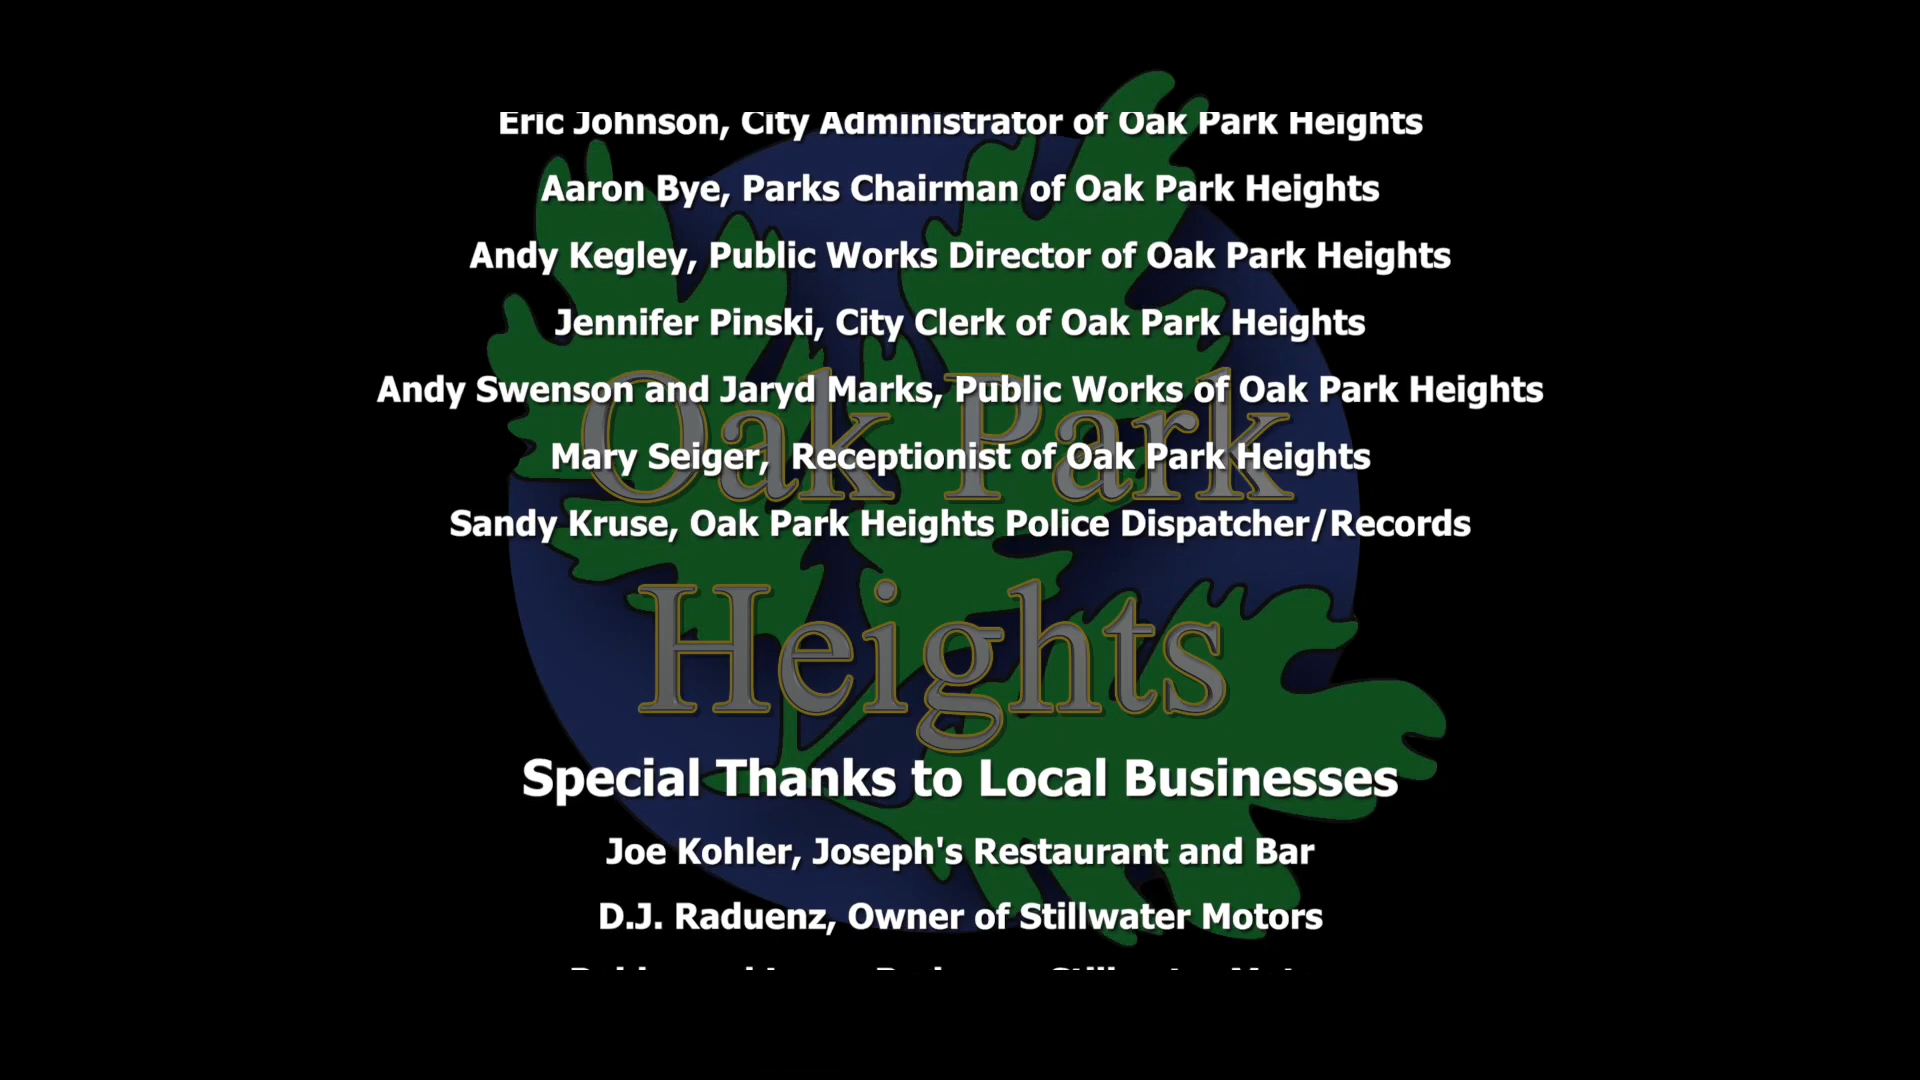 Eric Johnson, City Administrator of Oak Park Heights
Aaron Bye, Parks Chairman of Oak Park Heights
Andy Kegley, Public Works Director of Oak Park Heights
Jennifer Pinski, City Clerk of Oak Park Heights
Andy Swenson and Jaryd Marks, Public Works of Oak Park Heights
Oak Park
Mary Seiger, Receptionist of Oak Park Heights
Sandy Kruse, Oak Park Heights Police Dispatcher/Records
Heights
Special Thanks to Local Businesses
Joe Kohler, Joseph's Restaurant and Bar
D.J. Raduenz, Owner of Stillwater Motors